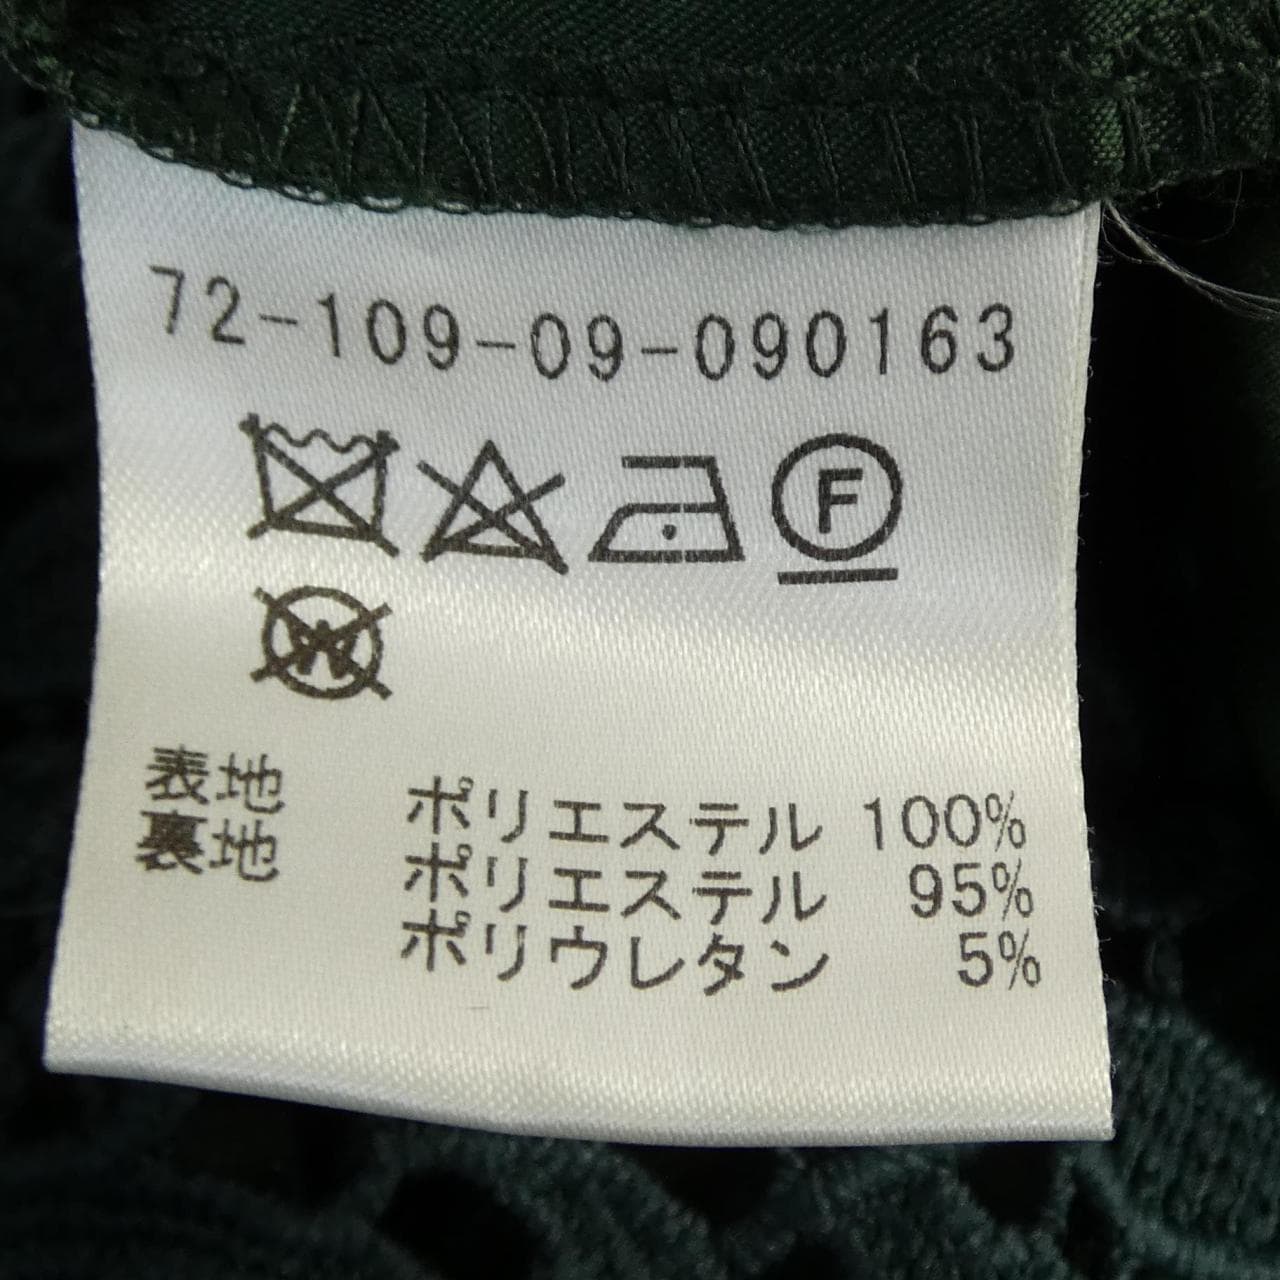 72-109-09-090163
F
W
表地 ポリエステル 100%
裏地 ポリエステル 95%
ポリウレタン 5%